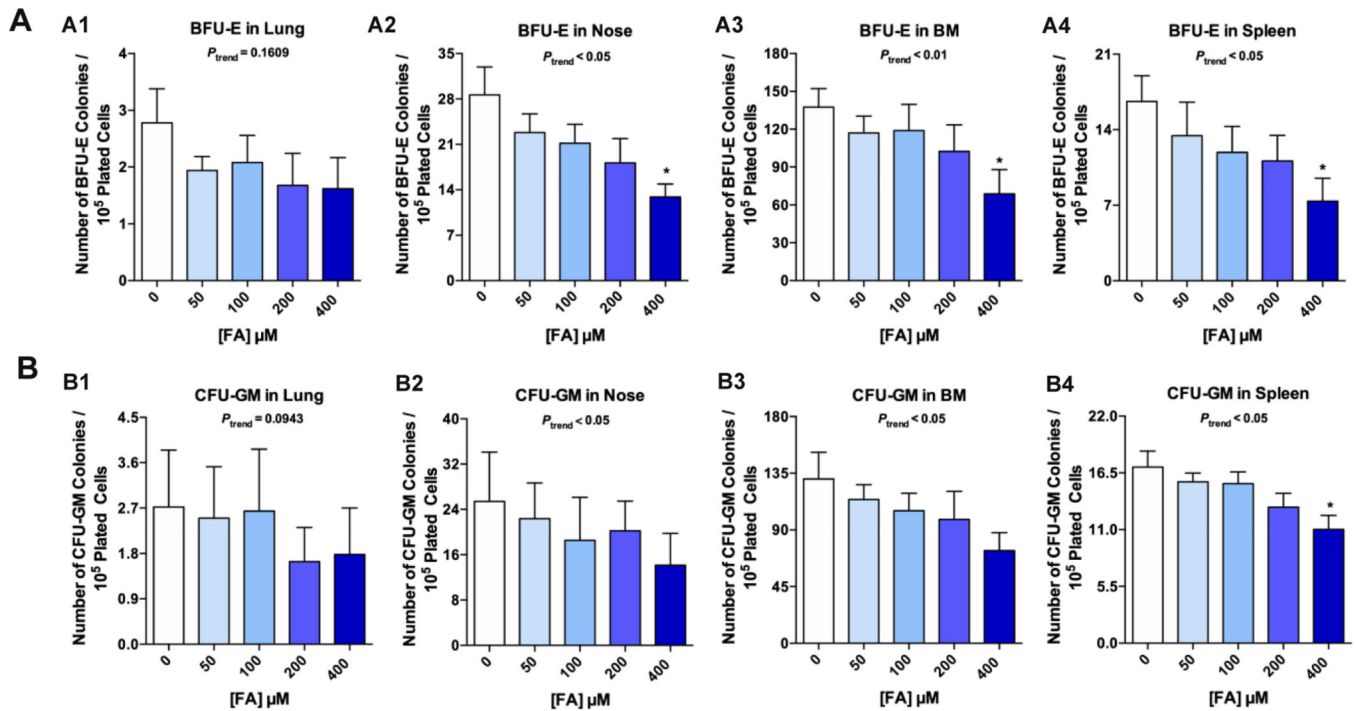 A
A1
BFU-E in Lung
P trend = 0.1609
Number of BFU-E Colonies /
10⁵ Plated Cells
4
3
2
1
0
0
50
100
200
400
[FA] µM
A2
BFU-E in Nose
P trend < 0.05
Number of BFU-E Colonies /
10⁵ Plated Cells
35
28
21
14
7
0
*
0
50
100
200
400
[FA] µM
A3
BFU-E in BM
P trend < 0.01
Number of BFU-E Colonies /
10⁵ Plated Cells
180
150
120
90
60
30
0
*
0
50
100
200
400
[FA] µM
A4
BFU-E in Spleen
P trend < 0.05
Number of BFU-E Colonies /
10⁵ Plated Cells
21
14
7
0
*
0
50
100
200
400
[FA] µM
B
B1
CFU-GM in Lung
P trend = 0.0943
Number of CFU-GM Colonies /
10⁵ Plated Cells
4.5
3.6
2.7
1.8
0.9
0.0
0
50
100
200
400
[FA] µM
B2
CFU-GM in Nose
P trend < 0.05
Number of CFU-GM Colonies /
10⁵ Plated Cells
40
32
24
16
8
0
0
50
100
200
400
[FA] µM
B3
CFU-GM in BM
P trend < 0.05
Number of CFU-GM Colonies /
10⁵ Plated Cells
180
135
90
45
0
0
50
100
200
400
[FA] µM
B4
CFU-GM in Spleen
P trend < 0.05
Number of CFU-GM Colonies /
10⁵ Plated Cells
22.0
16.5
11.0
5.5
0.0
*
0
50
100
200
400
[FA] µM